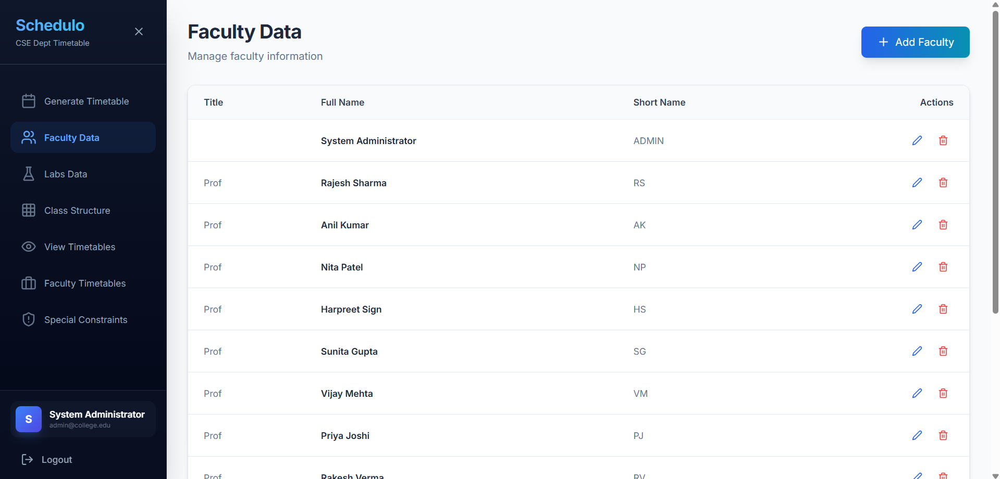 Schedulo
CSE Dept Timetable
Generate Timetable
Faculty Data
Labs Data
Class Structure
View Timetables
Faculty Timetables
Special Constraints
S
System Administrator
admin@college.edu
Logout
Faculty Data
Manage faculty information
Add Faculty
Title Full Name Short Name Actions
System Administrator ADMIN
Prof Rajesh Sharma RS
Prof Anil Kumar AK
Prof Nita Patel NP
Prof Harpreet Sign HS
Prof Sunita Gupta SG
Prof Vijay Mehta VM
Prof Priya Joshi PJ
Prof Rakesh Verma RV